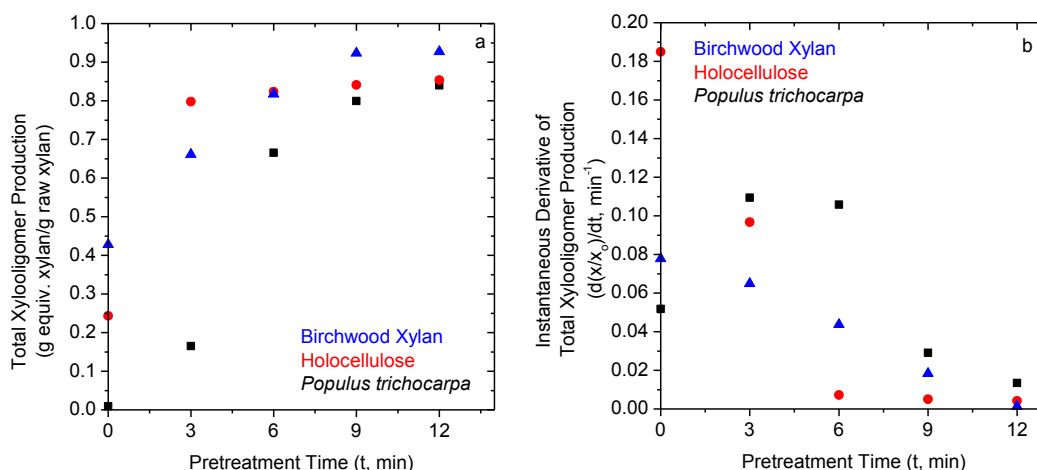 Total Xylooligomer Production
(g equiv. xylan/g raw xylan)
1.0
0.9
0.8
0.7
0.6
0.5
0.4
0.3
0.2
0.1
0.0
a
Birchwood Xylan
Holocellulose
Populus trichocarpa
0 3 6 9 12
Pretreatment Time (t, min)
Instantaneous Derivative of
Total Xylooligomer Production
(d(x/xₒ)/dt, min⁻¹)
0.20
0.18
0.16
0.14
0.12
0.10
0.08
0.06
0.04
0.02
0.00
b
Birchwood Xylan
Holocellulose
Populus trichocarpa
0 3 6 9 12
Pretreatment Time (t, min)